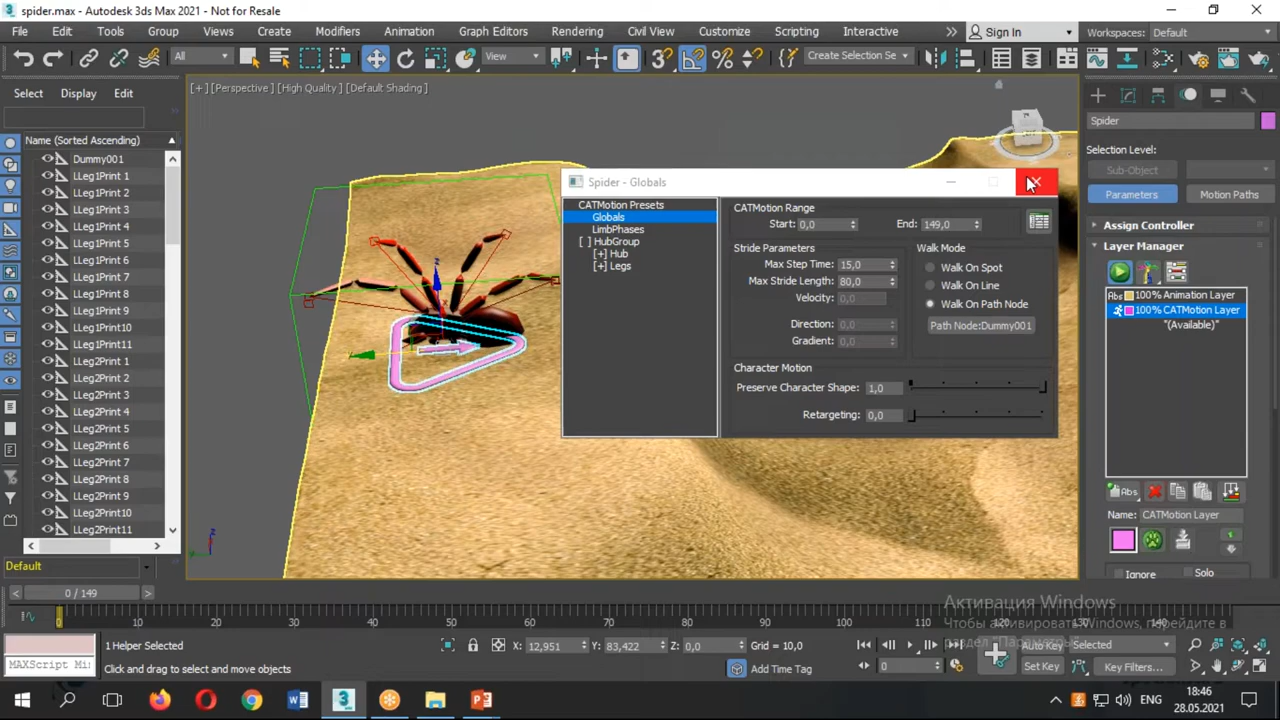 spider.max - Autodesk 3ds Max 2021 - Not for Resale
File Edit Tools Group Views Create Modifiers Animation Graph Editors Rendering Civil View Customize Scripting Interactive Sign In Workspaces: Default
All View Create Selection Se
Select Display Edit
[+] [Perspective] [High Quality] [Default Shading]
Name (Sorted Ascending)
Dummy001
LLeg1Print 1
LLeg1Print 2
LLeg1Print 3
LLeg1Print 4
LLeg1Print 5
LLeg1Print 6
LLeg1Print 7
LLeg1Print 8
LLeg1Print 9
LLeg1Print10
LLeg1Print11
LLeg2Print 1
LLeg2Print 2
LLeg2Print 3
LLeg2Print 4
LLeg2Print 5
LLeg2Print 6
LLeg2Print 7
LLeg2Print 8
LLeg2Print 9
LLeg2Print10
LLeg2Print11
Default
Spider - Globals
CATMotion Presets
Globals
LimbPhases
[ ] HubGroup
[+] Hub
[+] Legs
CATMotion Range
Start: 0,0 End: 149,0
Stride Parameters
Max Step Time: 15,0
Max Stride Length: 80,0
Velocity: 0,0
Direction: 0,0
Gradient: 0,0
Walk Mode
Walk On Spot
Walk On Line
Walk On Path Node
Path Node:Dummy001
Character Motion
Preserve Character Shape: 1,0
Retargeting: 0,0
Spider
Selection Level:
Sub-Object
Parameters Motion Paths
Assign Controller
Layer Manager
Abs 100% Animation Layer
100% CATMotion Layer
"(Available)"
Abs
Name: CATMotion Layer
Ignore Solo
0 / 149
0 10 20 30 40 50 60 70 80 90 100 110 120 130 140
Активация Windows
Чтобы активировать Windows, перейдите в
раздел "Параметры".
MAXScript Mi
1 Helper Selected
Click and drag to select and move objects
X: 12,951 Y: 83,422 Z: 0,0 Grid = 10,0
Add Time Tag
0
Auto Key Selected
Set Key Key Filters...
ENG
18:46
28.05.2021